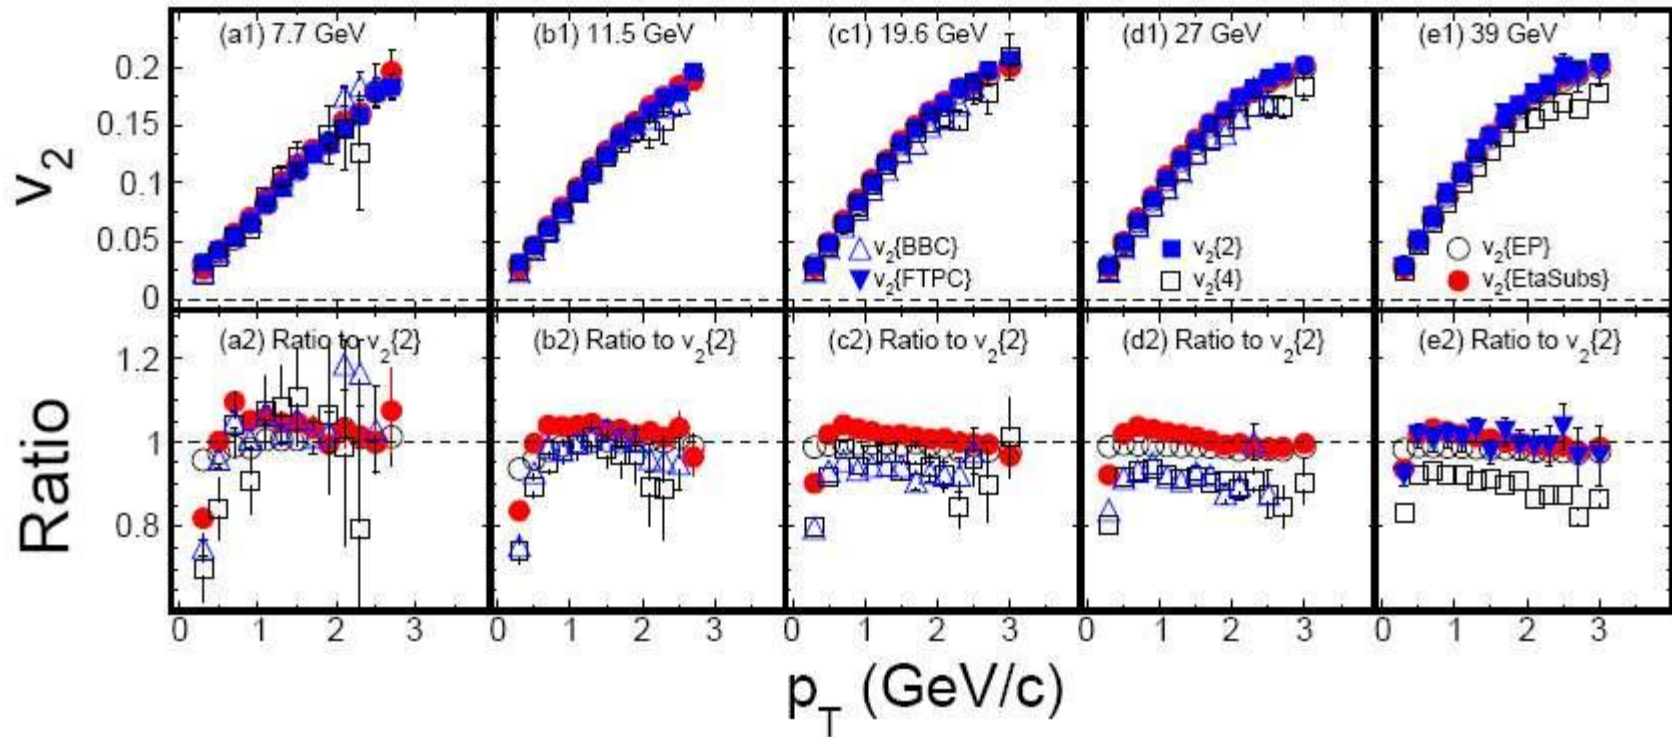 (a1) 7.7 GeV
(b1) 11.5 GeV
(c1) 19.6 GeV
(d1) 27 GeV
(e1) 39 GeV
v₂
0.2
0.15
0.1
0.05
0
v₂{BBC}
v₂{FTPC}
v₂{2}
v₂{4}
v₂{EP}
v₂{EtaSubs}
(a2) Ratio to v₂{2}
(b2) Ratio to v₂{2}
(c2) Ratio to v₂{2}
(d2) Ratio to v₂{2}
(e2) Ratio to v₂{2}
Ratio
1.2
1
0.8
0 1 2 3 0 1 2 3 0 1 2 3 0 1 2 3 0 1 2 3
p_T (GeV/c)